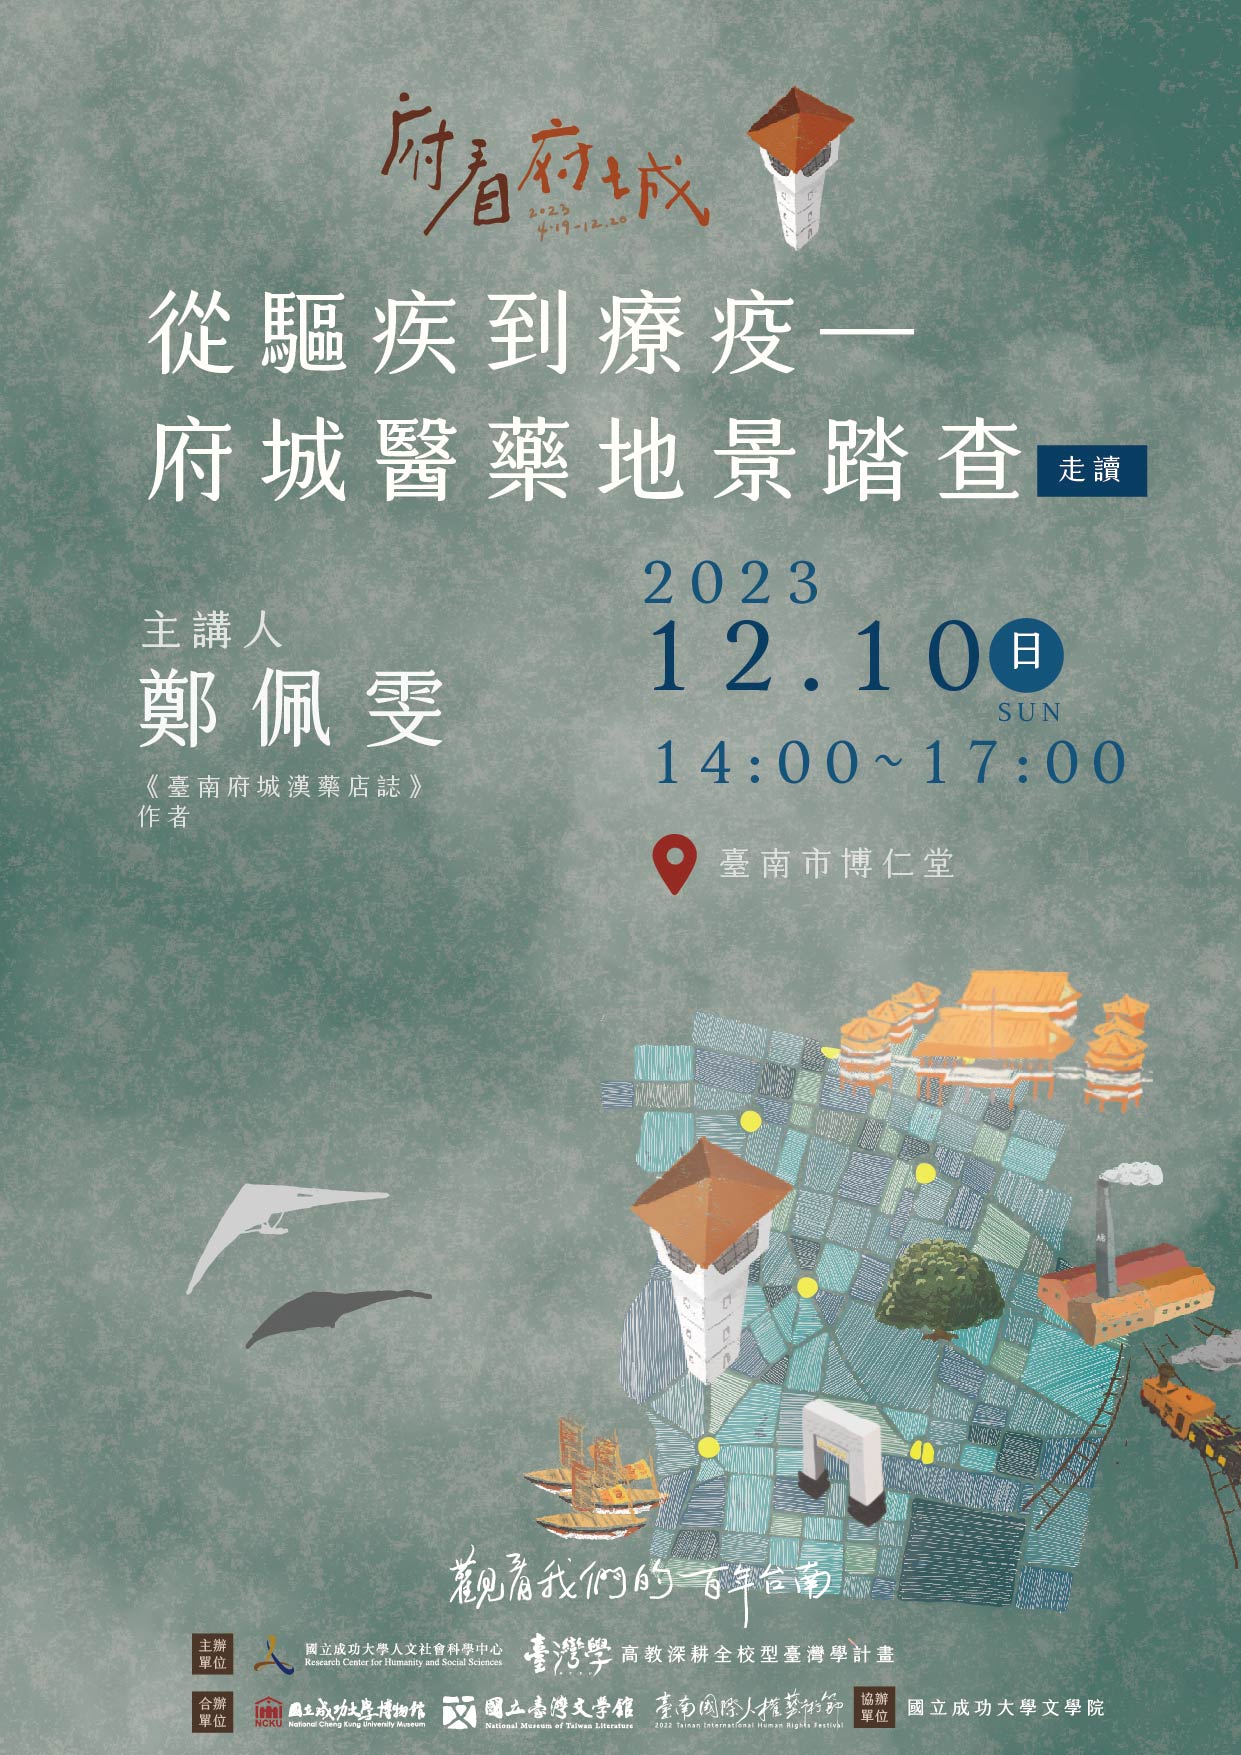 府看府城
2023
4.19-12.20
從驅疾到療疫—
府城醫藥地景踏查 走讀
主講人
鄭佩雯
《臺南府城漢藥店誌》
作者
2023
12.10 日
SUN
14:00~17:00
臺南市博仁堂
觀看我們的百年台南
主辦單位
國立成功大學人文社會科學中心
Research Center for Humanity and Social Sciences
臺灣學 高教深耕全校型臺灣學計畫
合辦單位
NCKU
國立成功大學博物館
National Cheng Kung University Museum
國立臺灣文學館
National Museum of Taiwan Literature
臺南國際人權藝術節
2022 Tainan International Human Rights Festival
協辦單位
國立成功大學文學院